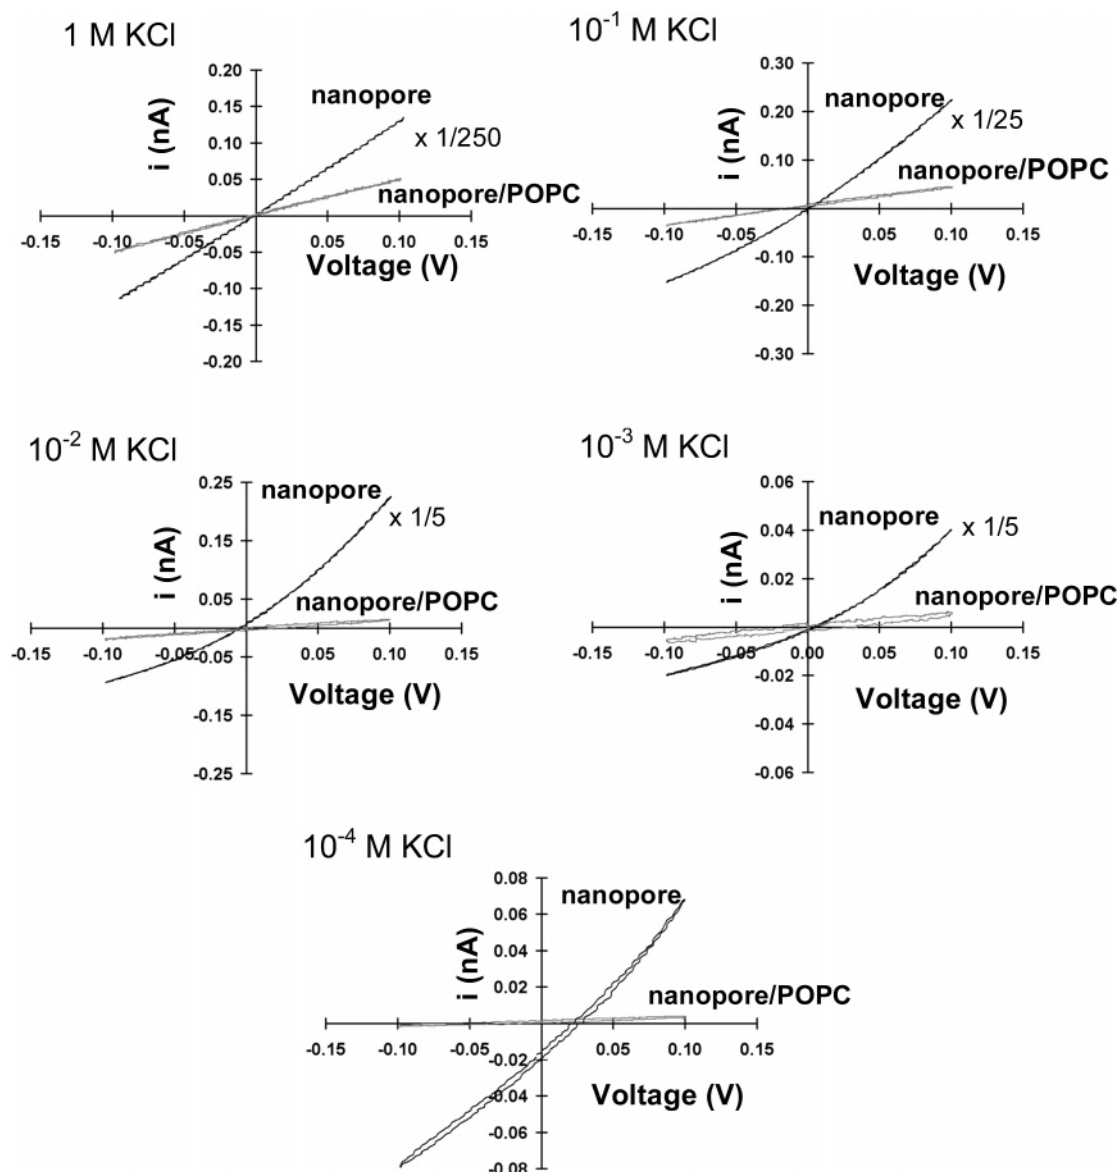 1 M KCl
0.20
0.15
0.10
0.05
-0.05
-0.10
-0.15
-0.20
i (nA)
nanopore
x 1/250
nanopore/POPC
-0.15 -0.10 -0.05 0.05 0.10 0.15
Voltage (V)
10⁻¹ M KCl
0.30
0.20
0.10
-0.10
-0.20
-0.30
i (nA)
nanopore
x 1/25
nanopore/POPC
-0.15 -0.10 -0.05 0.05 0.10 0.15
Voltage (V)
10⁻² M KCl
0.25
0.15
0.05
-0.05
-0.15
-0.25
i (nA)
nanopore
x 1/5
nanopore/POPC
-0.15 -0.10 0.05 0.10 0.15
Voltage (V)
10⁻³ M KCl
0.06
0.04
0.02
-0.02
-0.04
-0.06
i (nA)
nanopore
x 1/5
nanopore/POPC
-0.15 -0.10 -0.05 0.00 0.05 0.10 0.15
Voltage (V)
10⁻⁴ M KCl
0.08
0.06
0.04
0.02
-0.02
-0.04
-0.06
-0.08
i (nA)
nanopore
nanopore/POPC
-0.15 -0.10 -0.05 0.05 0.10 0.15
Voltage (V)